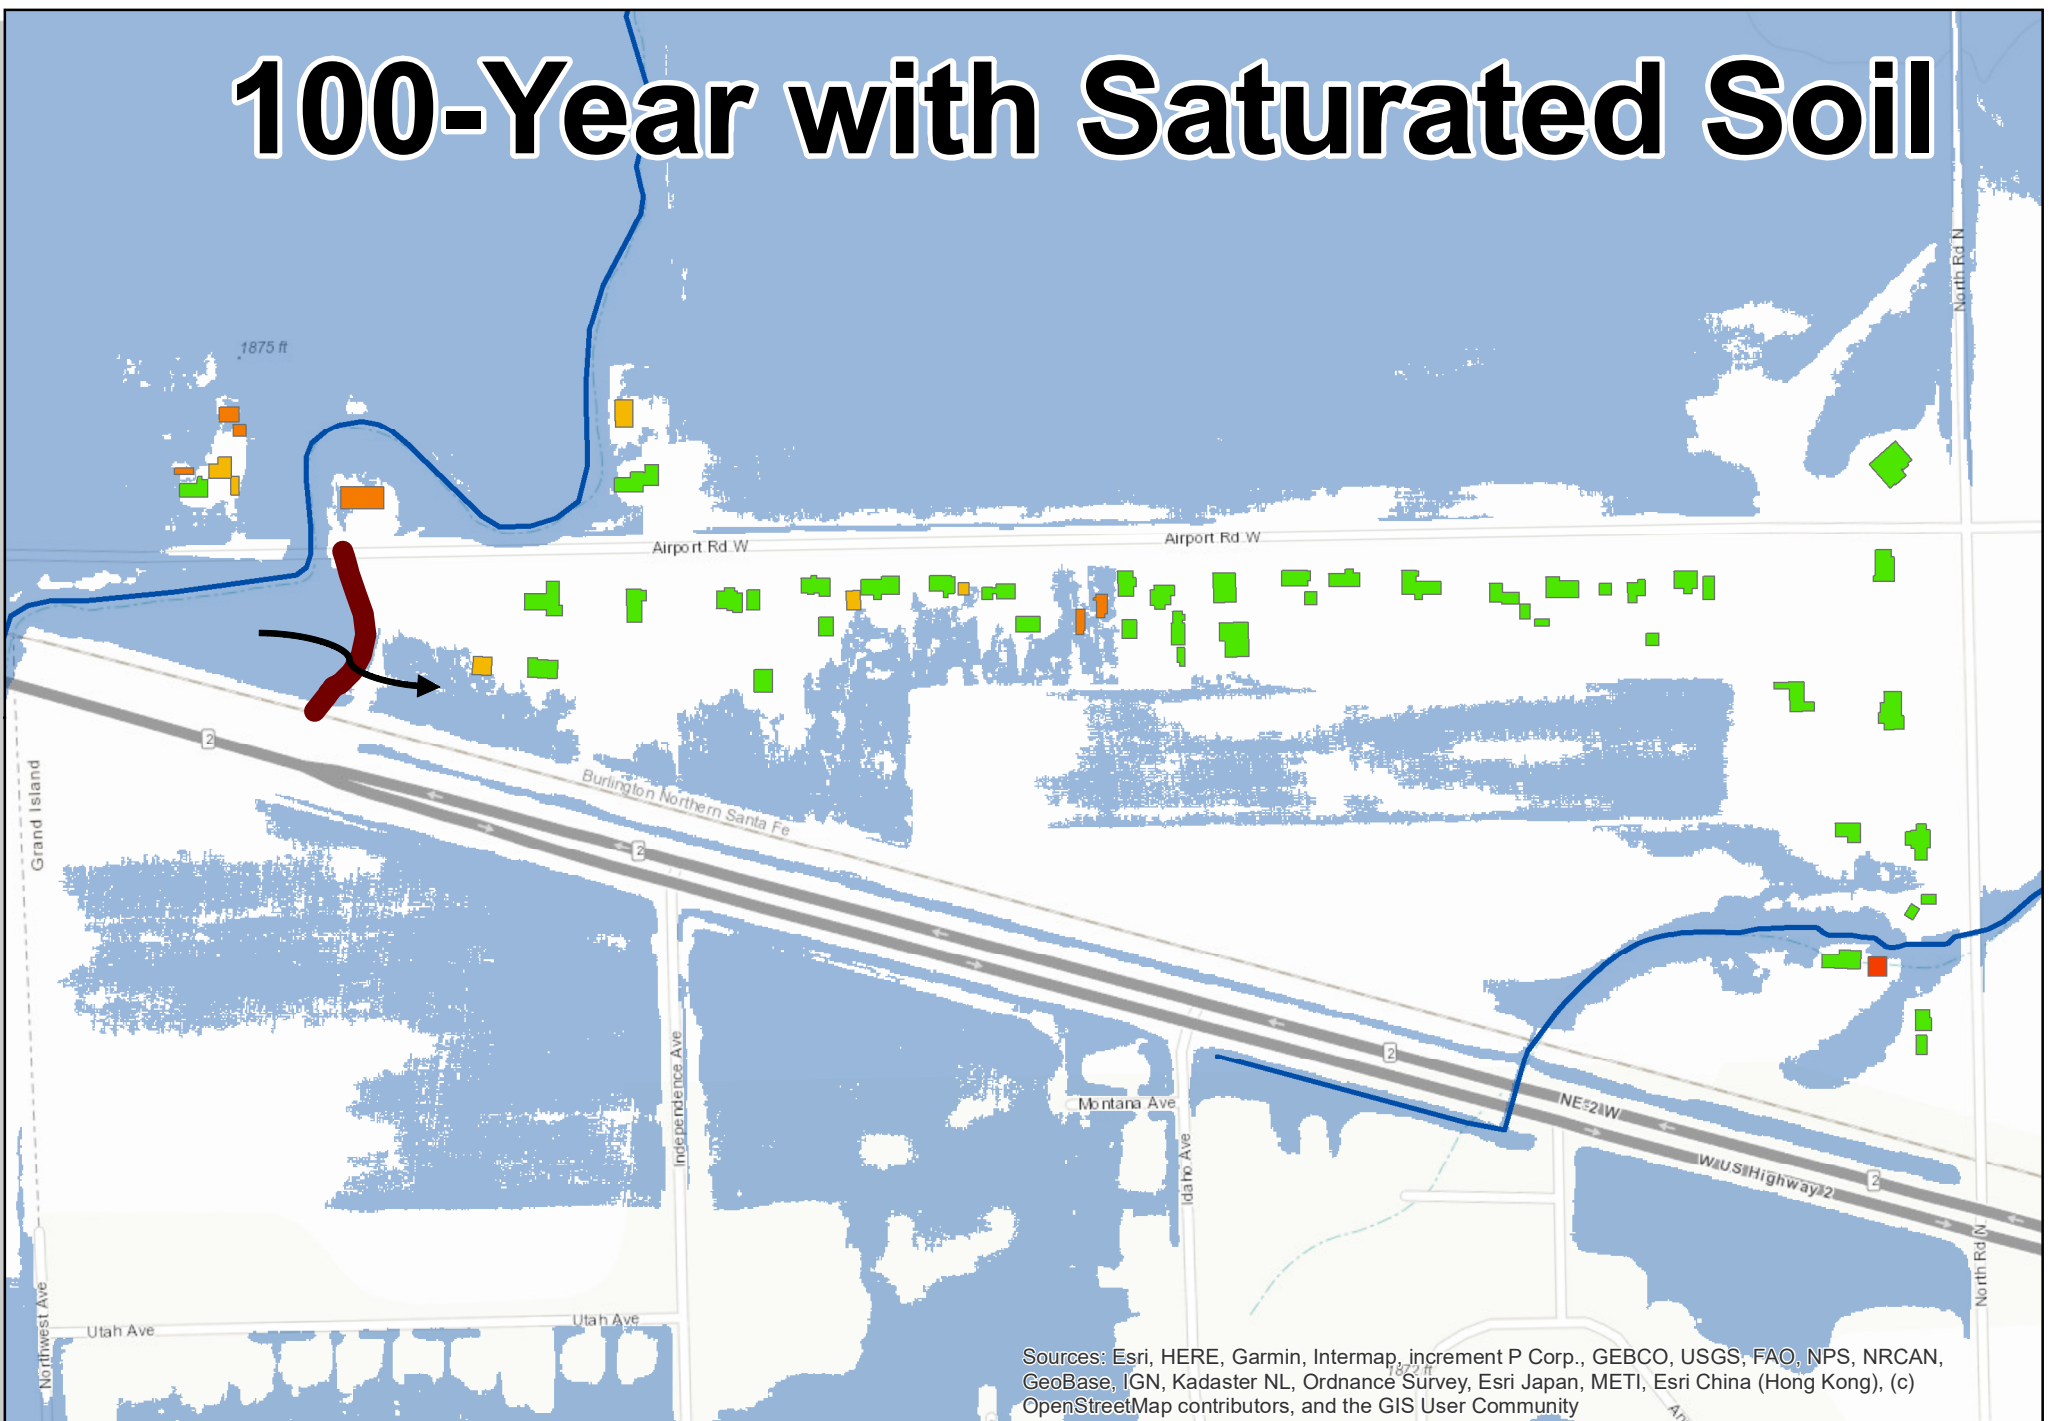 100-Year with Saturated Soil
North Rd N
1875 ft
Airport Rd W
Airport Rd W
2
Grand Island
Burlington Northern Santa Fe
2
2
NE-2 W
W US Highway 2
2
Independence Ave
Montana Ave
Idaho Ave
North Rd N
Northwest Ave
Utah Ave
Utah Ave
Sources: Esri, HERE, Garmin, Intermap, increment P Corp., GEBCO, USGS, FAO, NPS, NRCAN,
GeoBase, IGN, Kadaster NL, Ordnance Survey, Esri Japan, METI, Esri China (Hong Kong), (c)
OpenStreetMap contributors, and the GIS User Community